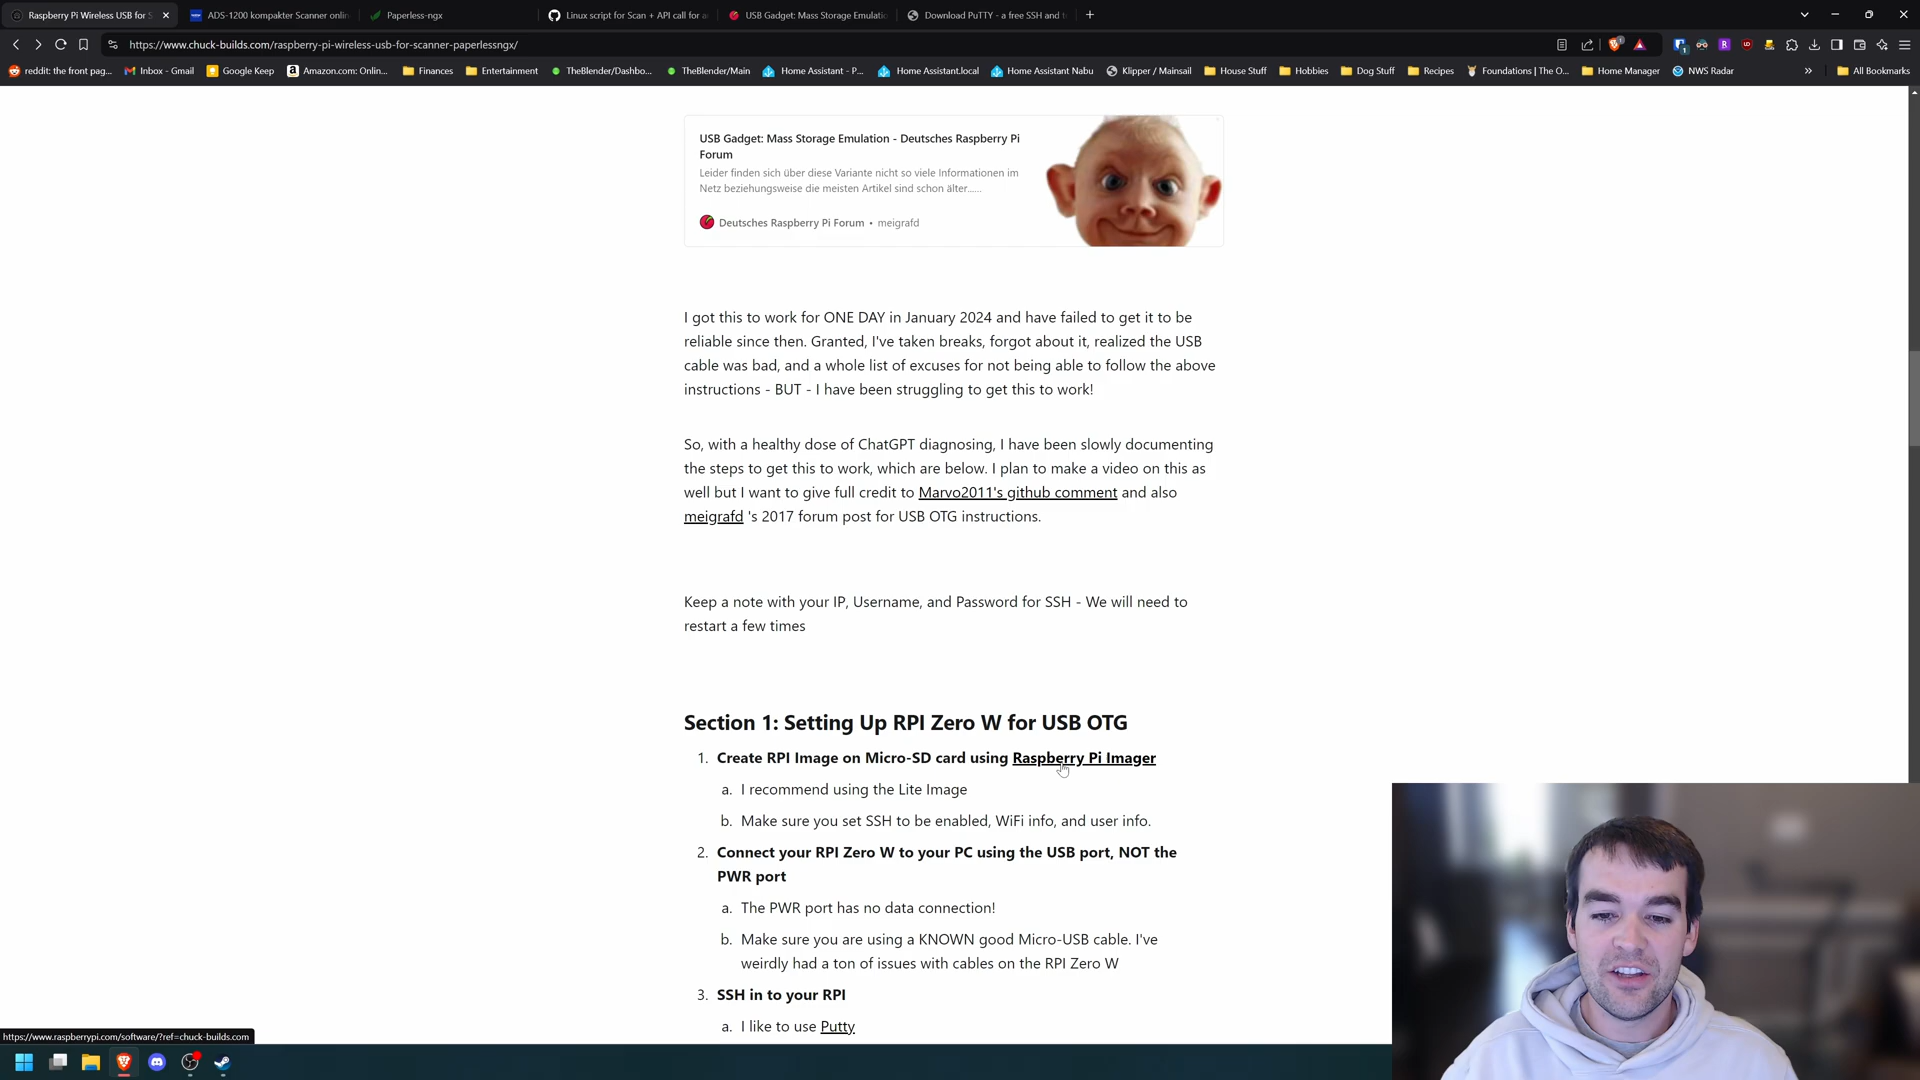 Raspberry Pi Wireless USB for S
ADS-1200 kompakter Scanner onlin
Paperless-ngx
Linux script for Scan + API call for a
USB Gadget: Mass Storage Emulatio
Download PuTTY - a free SSH and t
https://www.chuck-builds.com/raspberry-pi-wireless-usb-for-scanner-paperlessngx/
reddit: the front pag...
Inbox - Gmail
Google Keep
Amazon.com: Onlin...
Finances
Entertainment
TheBlender/Dashbo...
TheBlender/Main
Home Assistant - P...
Home Assistant.local
Home Assistant Nabu
Klipper / Mainsail
House Stuff
Hobbies
Dog Stuff
Recipes
Foundations | The O...
Home Manager
NWS Radar
All Bookmarks
USB Gadget: Mass Storage Emulation - Deutsches Raspberry Pi
Forum
Leider finden sich über diese Variante nicht so viele Informationen im
Netz beziehungsweise die meisten Artikel sind schon älter......
Deutsches Raspberry Pi Forum • meigrafd
I got this to work for ONE DAY in January 2024 and have failed to get it to be
reliable since then. Granted, I've taken breaks, forgot about it, realized the USB
cable was bad, and a whole list of excuses for not being able to follow the above
instructions - BUT - I have been struggling to get this to work!
So, with a healthy dose of ChatGPT diagnosing, I have been slowly documenting
the steps to get this to work, which are below. I plan to make a video on this as
well but I want to give full credit to Marvo2011's github comment and also
meigrafd 's 2017 forum post for USB OTG instructions.
Keep a note with your IP, Username, and Password for SSH - We will need to
restart a few times
Section 1: Setting Up RPI Zero W for USB OTG
1. Create RPI Image on Micro-SD card using Raspberry Pi Imager
a. I recommend using the Lite Image
b. Make sure you set SSH to be enabled, WiFi info, and user info.
2. Connect your RPI Zero W to your PC using the USB port, NOT the
PWR port
a. The PWR port has no data connection!
b. Make sure you are using a KNOWN good Micro-USB cable. I've
weirdly had a ton of issues with cables on the RPI Zero W
3. SSH in to your RPI
a. I like to use Putty
https://www.raspberrypi.com/software/?ref=chuck-builds.com